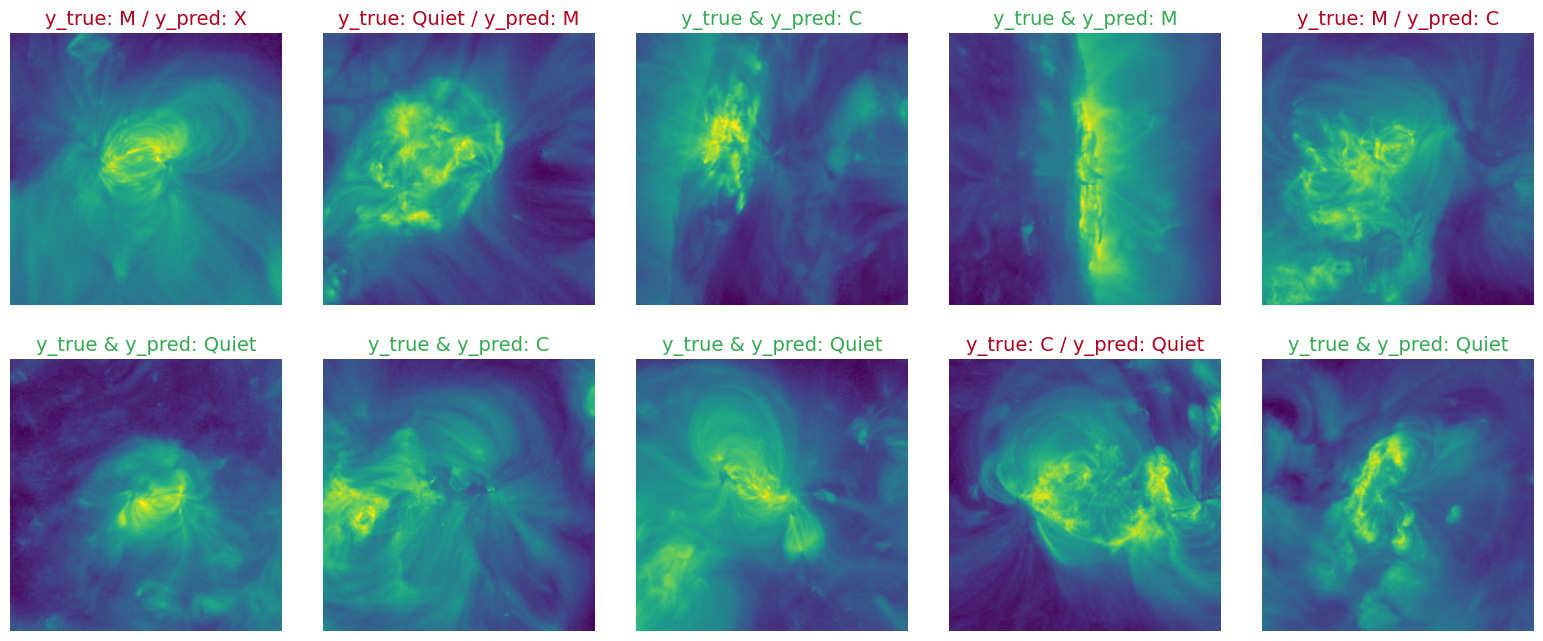 y_true: M / y_pred: X
y_true: Quiet / y_pred: M
y_true & y_pred: C
y_true & y_pred: M
y_true: M / y_pred: C
y_true & y_pred: Quiet
y_true & y_pred: C
y_true & y_pred: Quiet
y_true: C / y_pred: Quiet
y_true & y_pred: Quiet